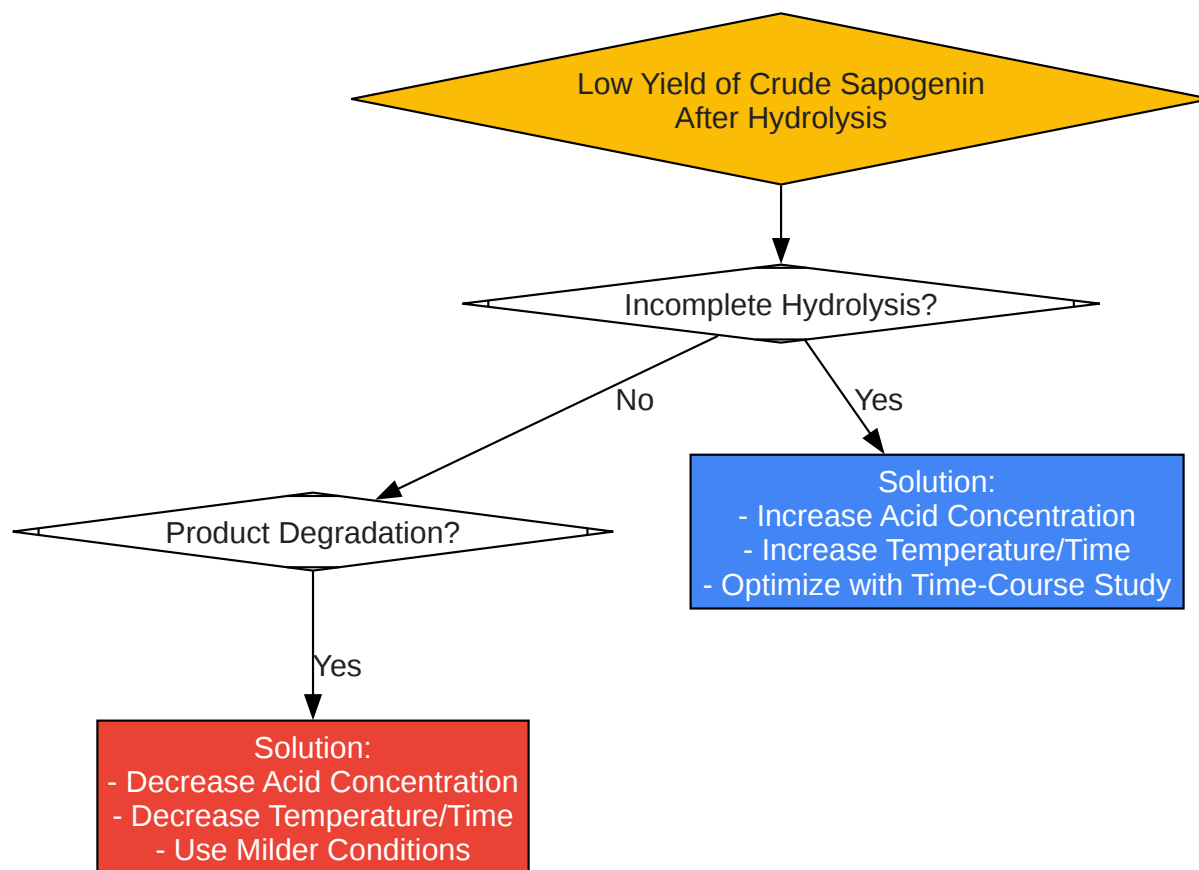 Low Yield of Crude Sapogenin
After Hydrolysis
Incomplete Hydrolysis?
No
Yes
Solution:
- Increase Acid Concentration
- Increase Temperature/Time
- Optimize with Time-Course Study
Product Degradation?
Yes
Solution:
- Decrease Acid Concentration
- Decrease Temperature/Time
- Use Milder Conditions